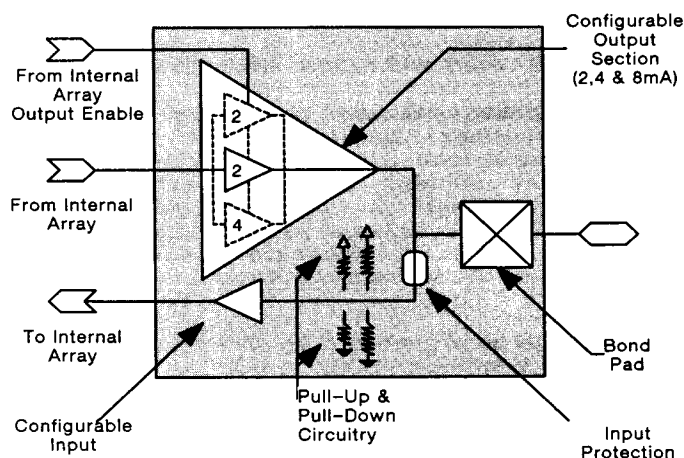 Configurable
Output
Section
(2,4 & 8mA)
From Internal
Array
Output Enable
2
2
From Internal
Array
4
To Internal
Array
Bond
Pad
Pull-Up &
Pull-Down
Circuitry
Configurable
Input
Input
Protection